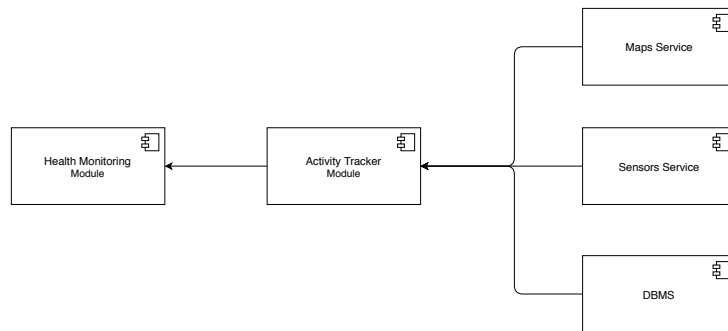 Maps Service
Health Monitoring
Module
Activity Tracker
Module
Sensors Service
DBMS